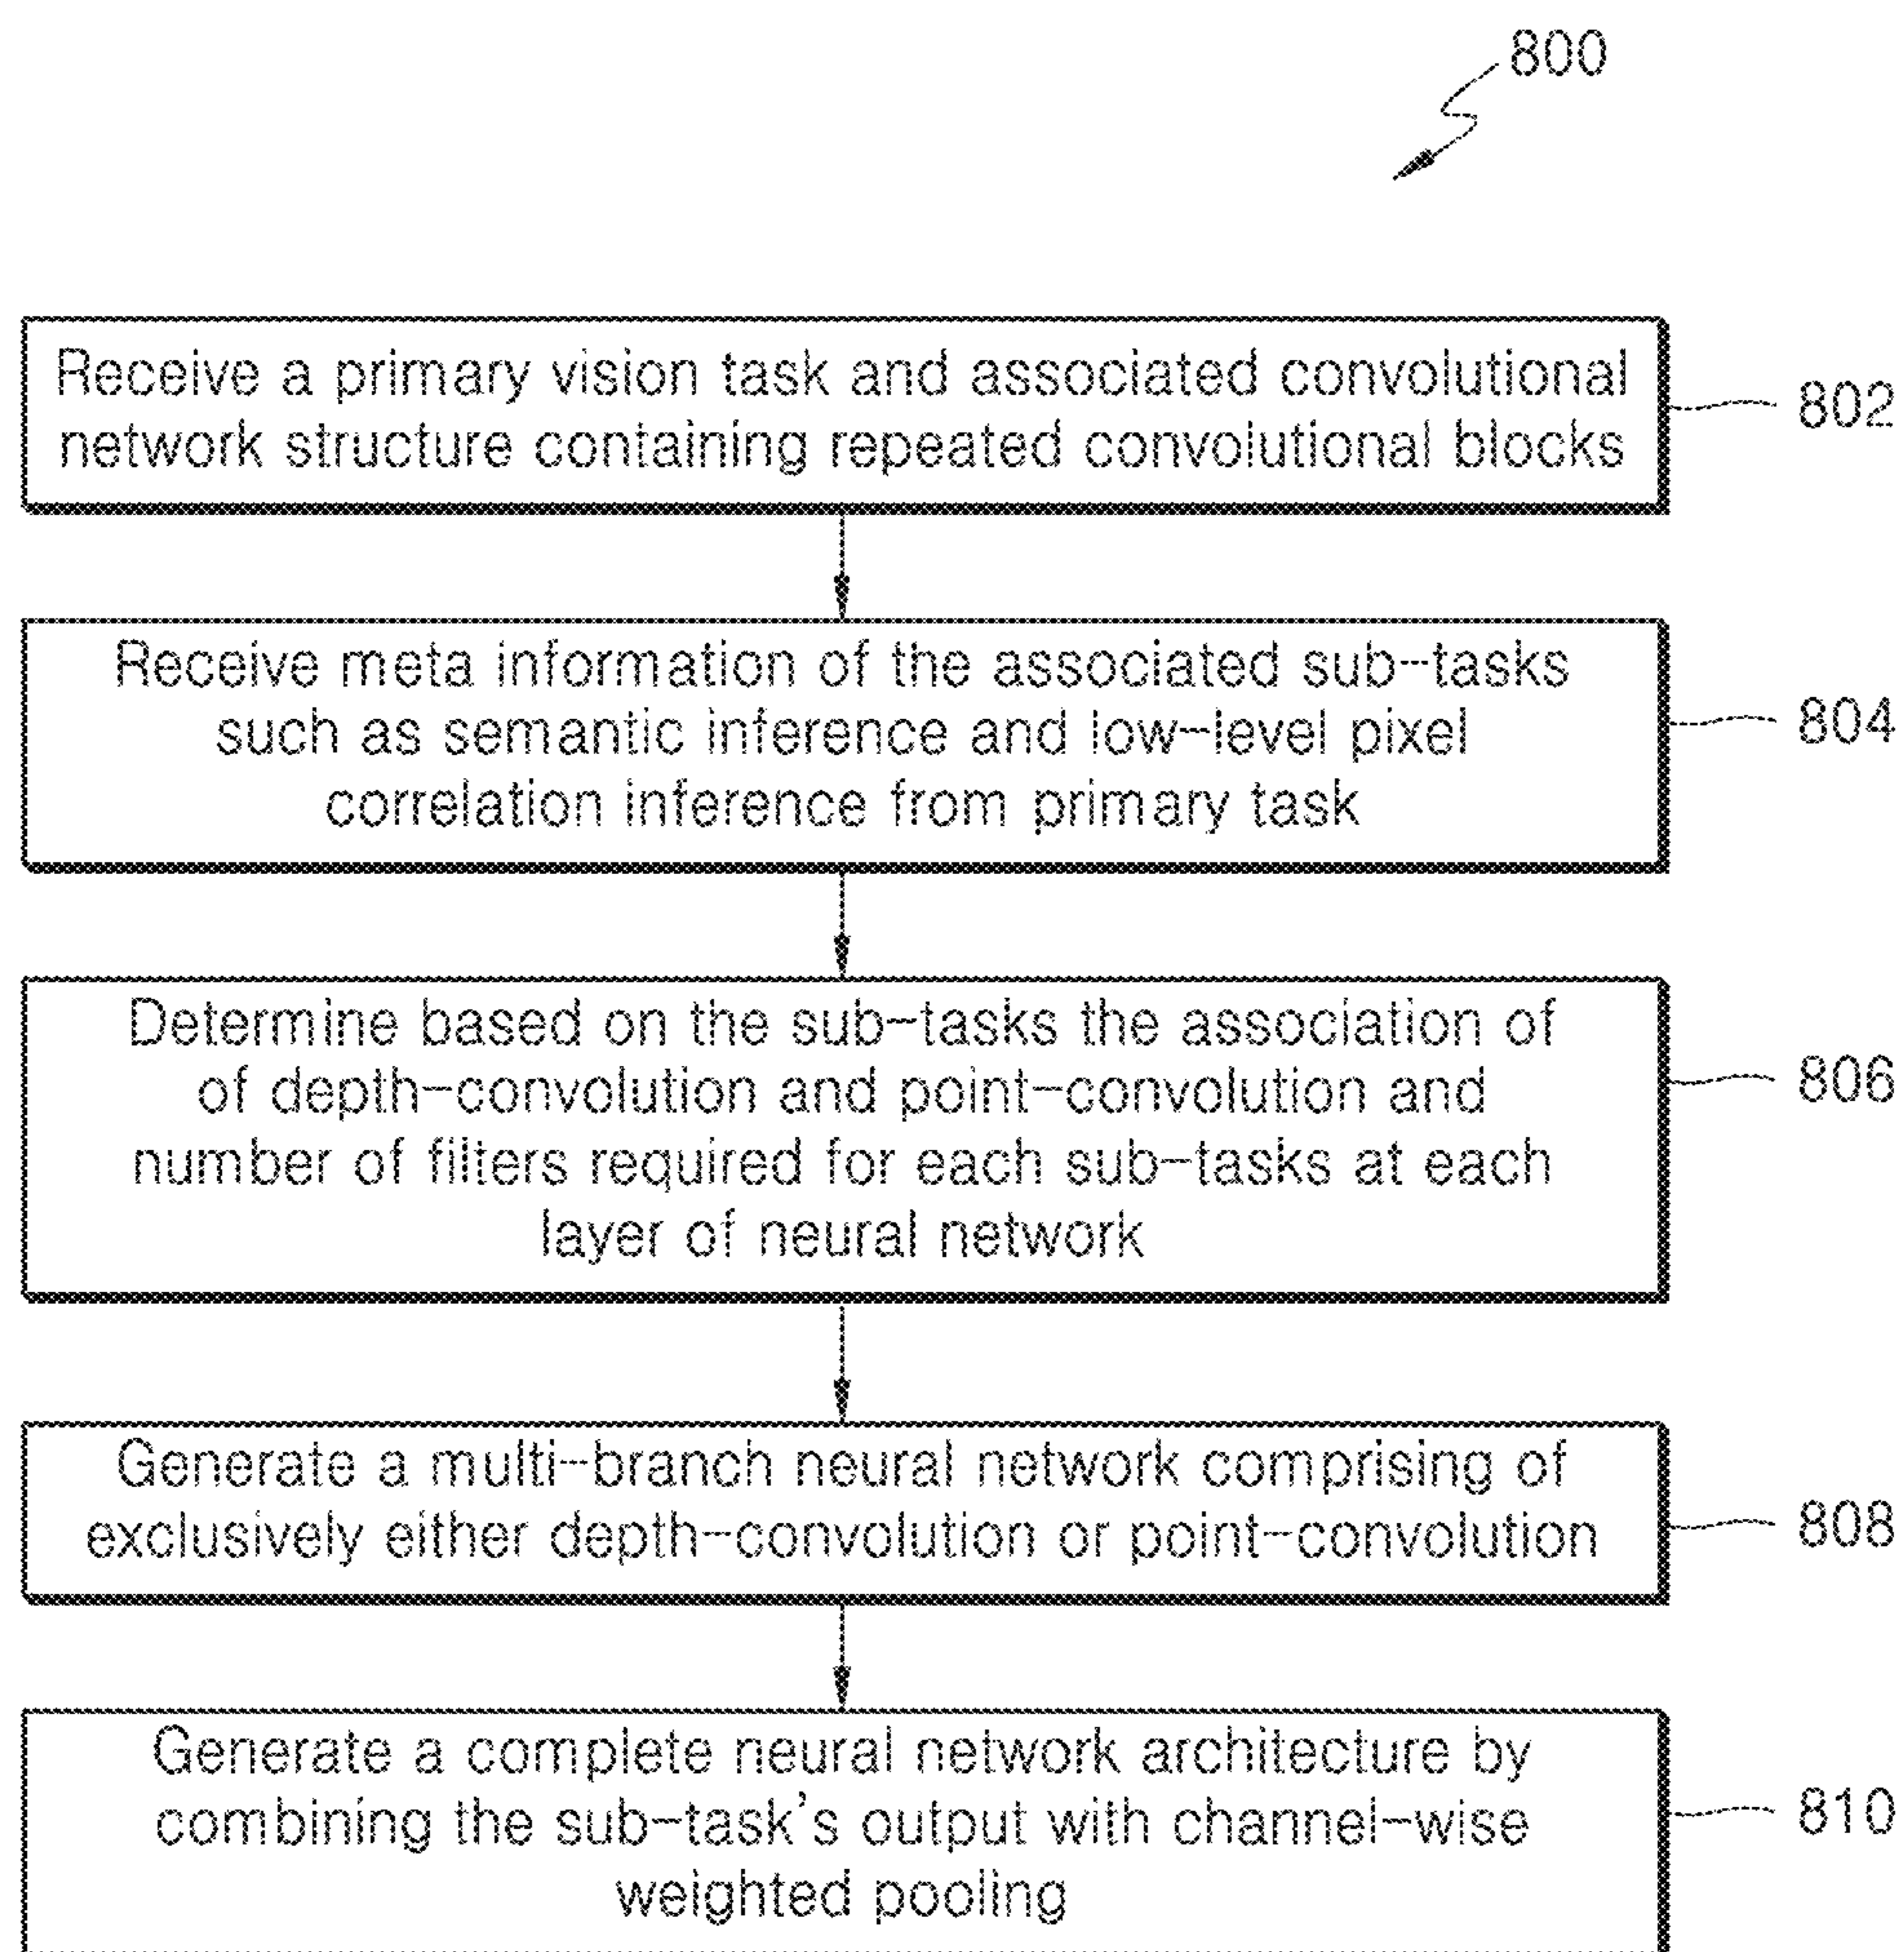 800
Receive a primary vision task and associated convolutional
network structure containing repeated convolutional blocks
802
Receive meta information of the associated sub-tasks
such as semantic inference and low-level pixel
correlation inference from primary task
804
Determine based on the sub-tasks the association of
of depth-convolution and point-convolution and
number of filters required for each sub-tasks at each
layer of neural network
806
Generate a multi-branch neural network comprising of
exclusively either depth-convolution or point-convolution
808
Generate a complete neural network architecture by
combining the sub-task's output with channel-wise
weighted pooling
810